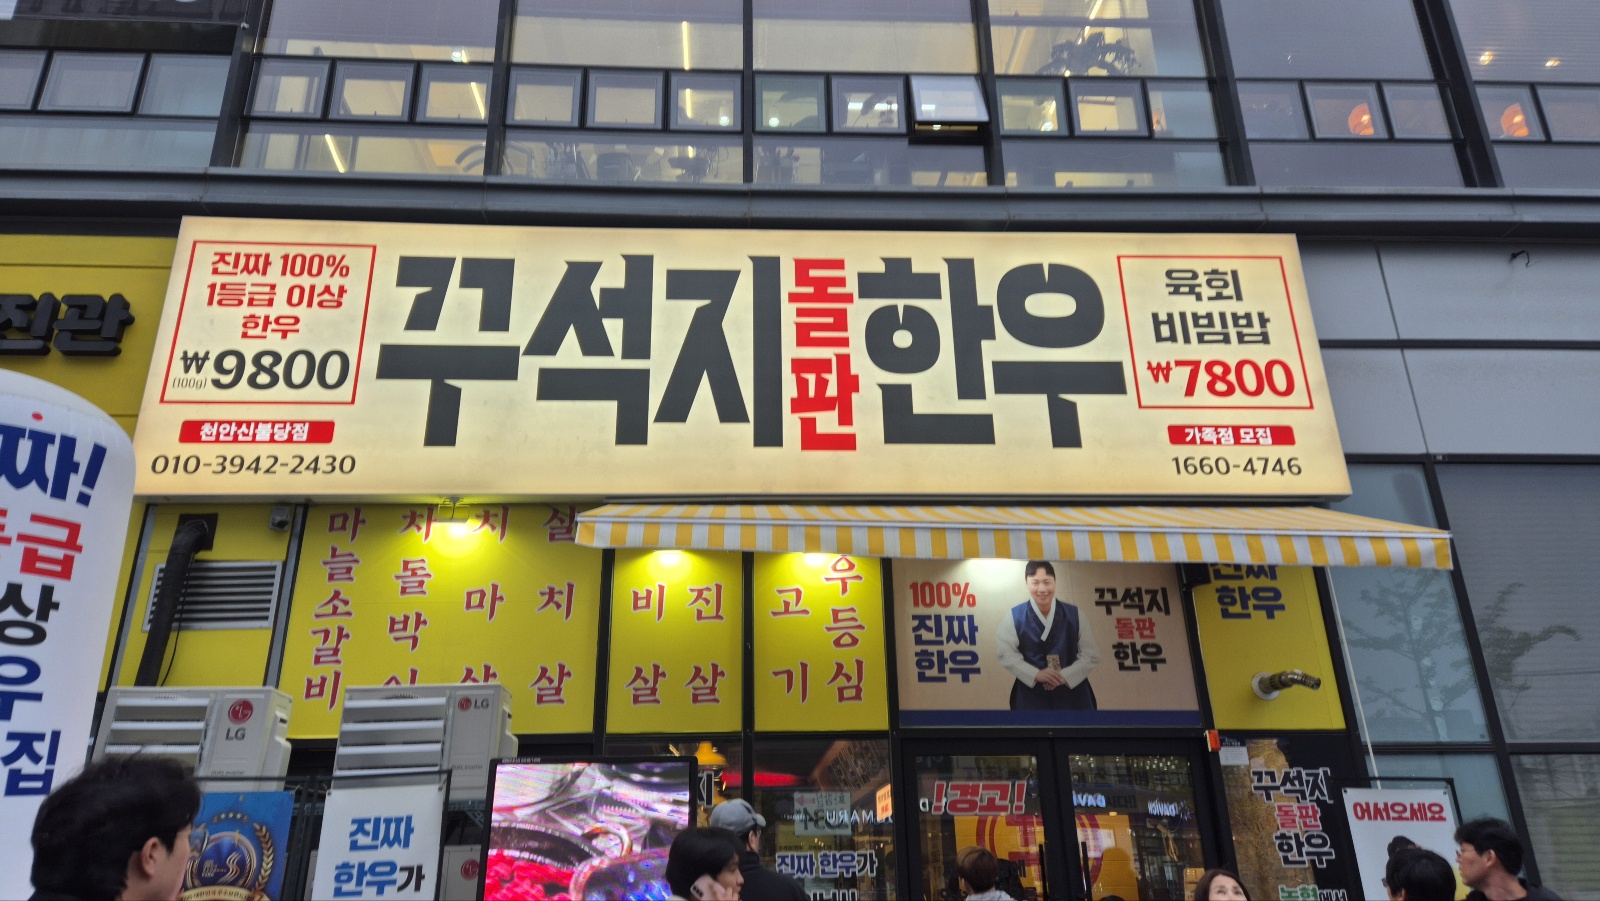 진관
진짜 100%
1등급 이상
한우
₩9800
(100g)
천안신불당점
010-3942-2430
꾸석지
돌판
한우
육회
비빔밥
₩7800
가족점 모집
1660-4746
짜!
등급
상
우
집
마늘소갈비
차돌박이
치마살
살치살
비살
진살
고기
우등심
100%
진짜
한우
꾸석지
돌판
한우
진짜
한우
LG
LG
진짜
한우가
!경고!
진짜 한우가
꾸석지
돌판
한우
농협에서
어서오세요